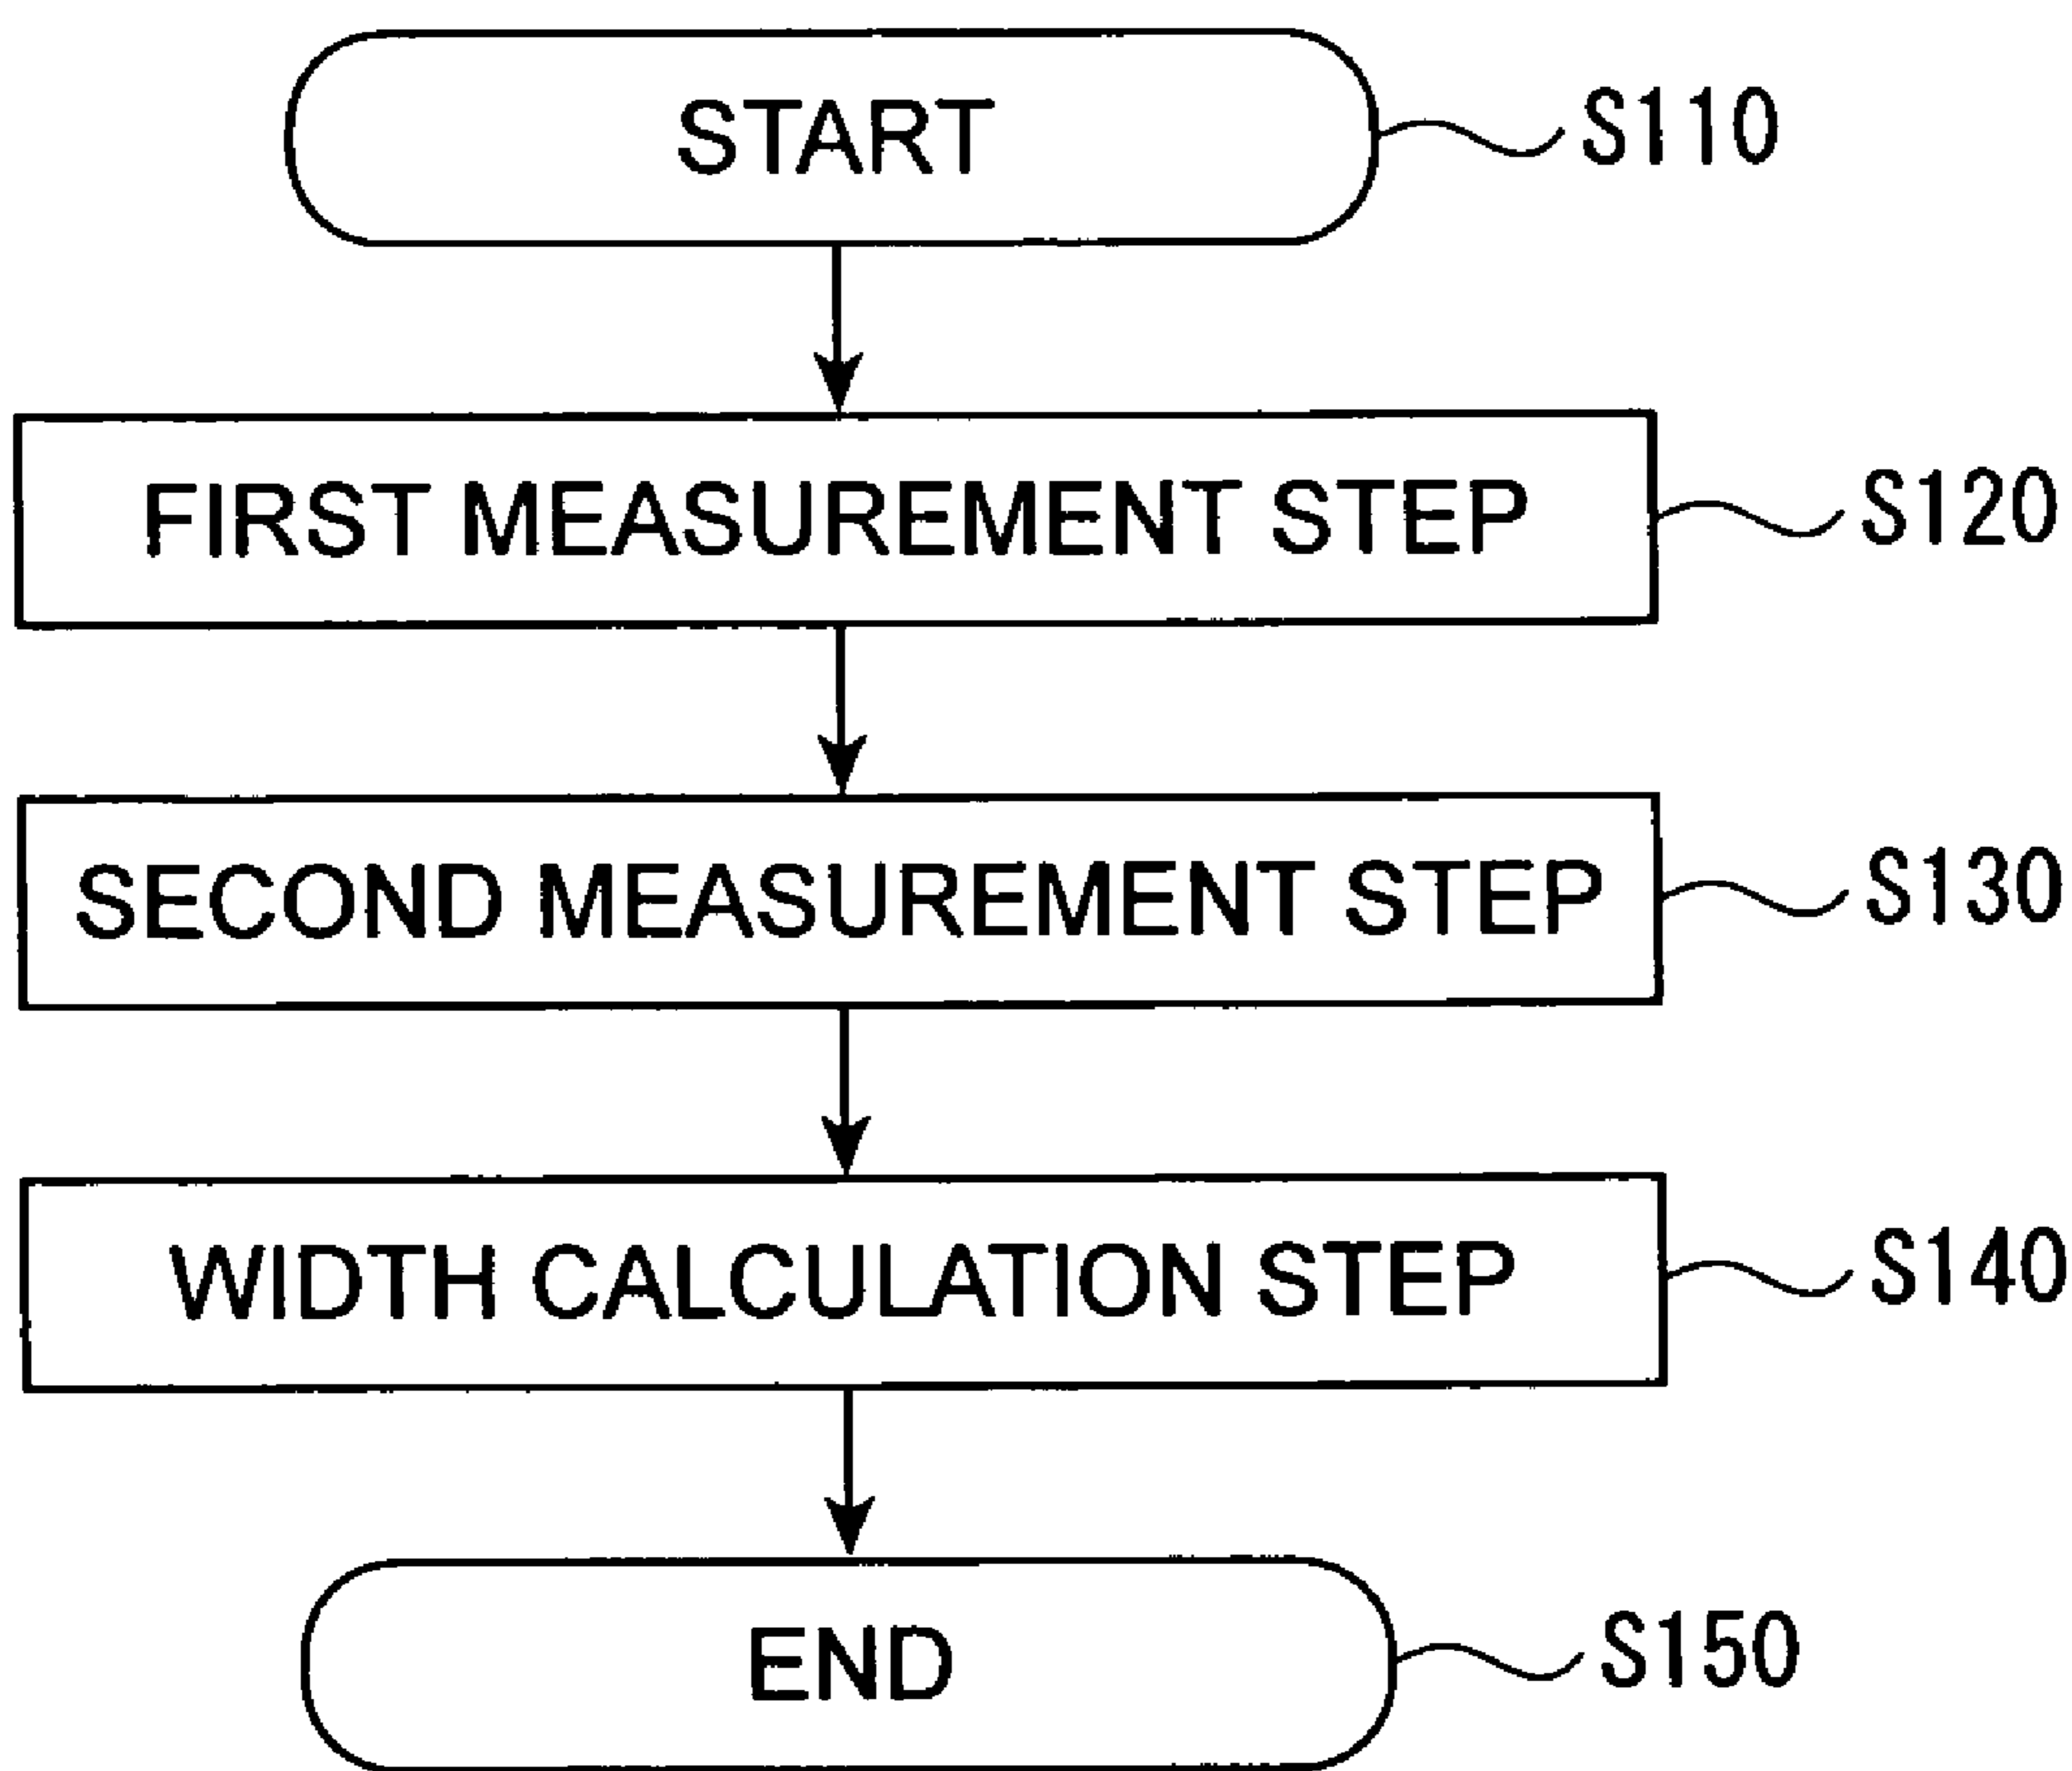 START S110
FIRST MEASUREMENT STEP S120
SECOND MEASUREMENT STEP S130
WIDTH CALCULATION STEP S140
END S150